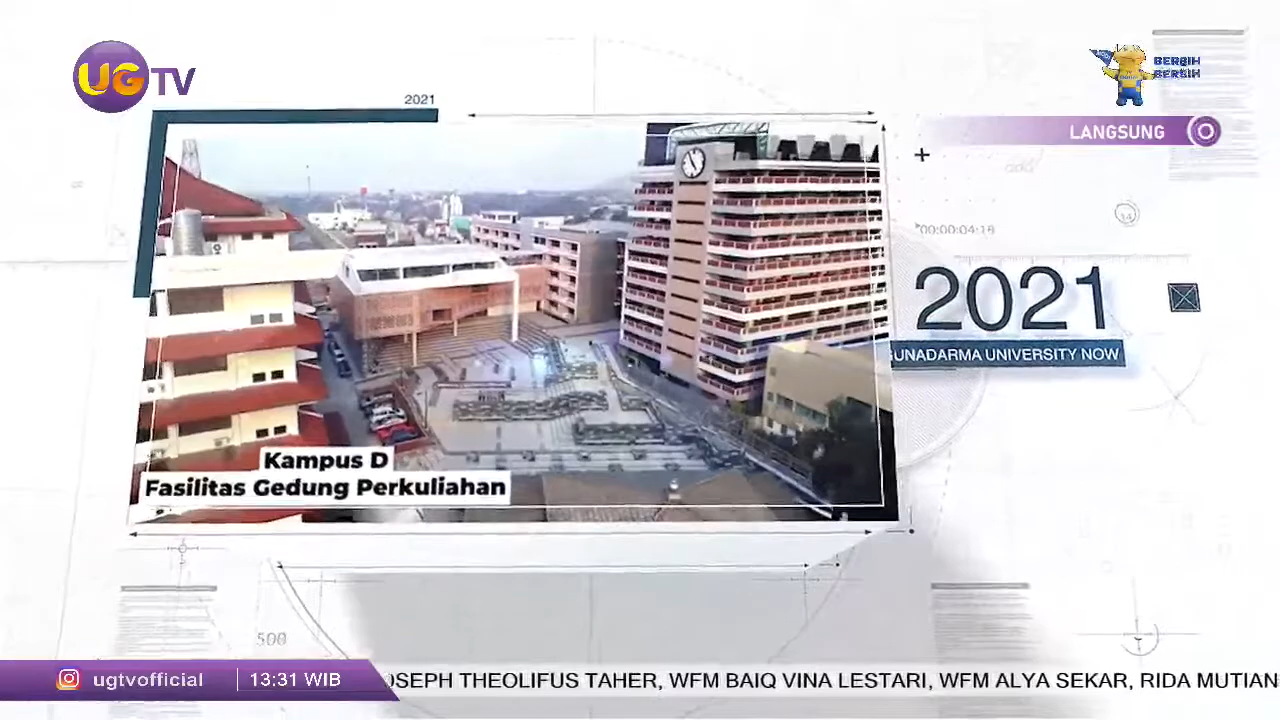 UGTV
BERSIH
BERSIH
2021
LANGSUNG
14
00:00:04:16
2021
GUNADARMA UNIVERSITY NOW
Kampus D
Fasilitas Gedung Perkuliahan
500
ugtvofficial
13:31 WIB
OSEPH THEOLIFUS TAHER, WFM BAIQ VINA LESTARI, WFM ALYA SEKAR, RIDA MUTIAN